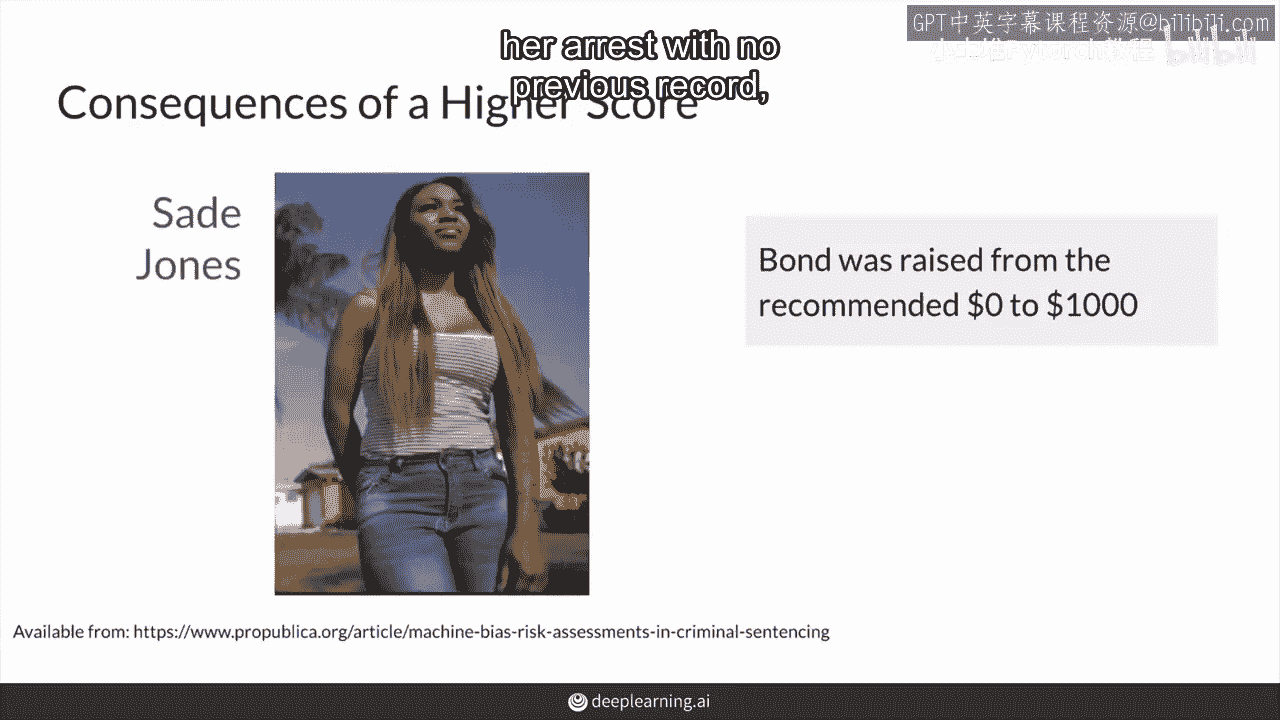 GPT中英字幕课程资源@bilibili.com
her arrest with no
previous record,
Consequences of a Higher Score
Sade
Jones
Bond was raised from the
recommended $0 to $1000
Available from: https://www.propublica.org/article/machine-bias-risk-assessments-in-criminal-sentencing
deeplearning.ai